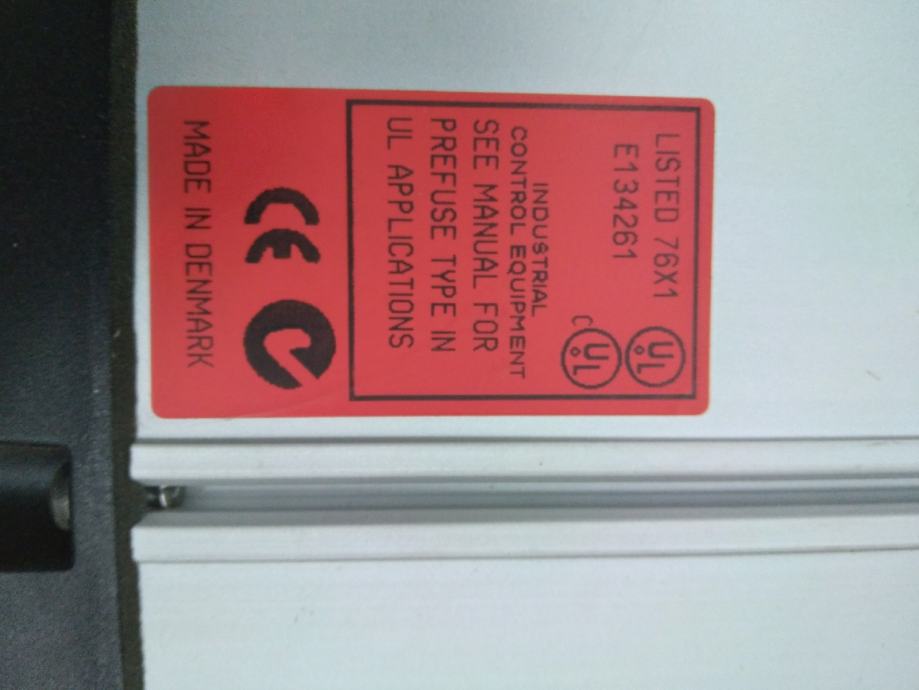 LISTED 76X1
E134261
UL
C UL
INDUSTRIAL
CONTROL EQUIPMENT
SEE MANUAL FOR
PREFUSE TYPE IN
UL APPLICATIONS
CE
MADE IN DENMARK